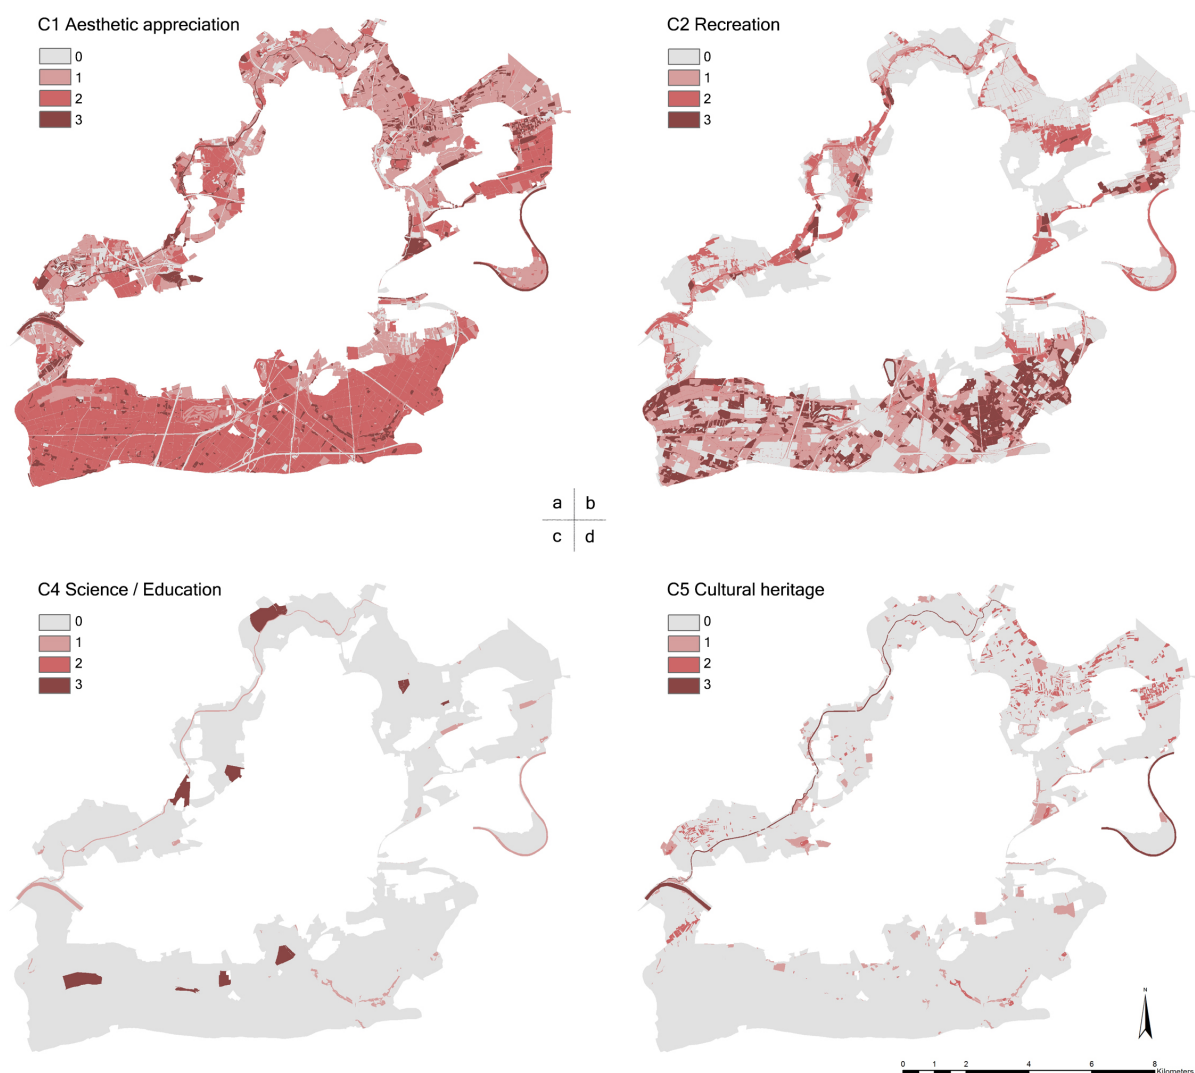 C1 Aesthetic appreciation
0
1
2
3
C2 Recreation
0
1
2
3
a b
c d
C4 Science / Education
0
1
2
3
C5 Cultural heritage
0
1
2
3
N
0 1 2 4 6 8
Kilometers